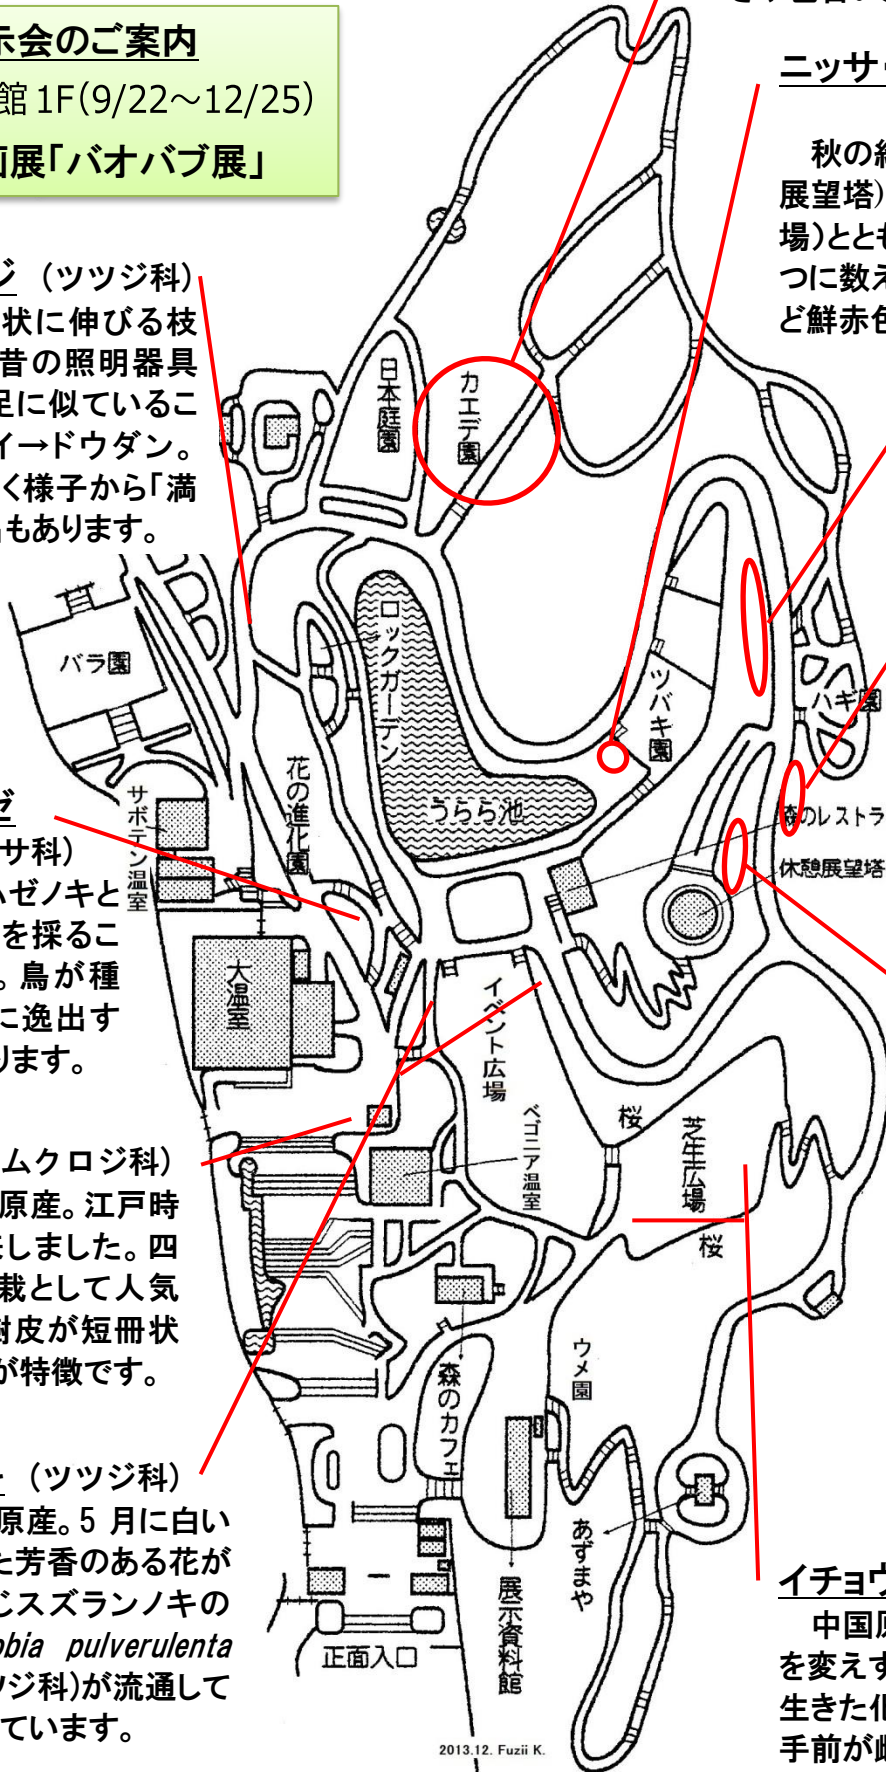 示会のご案内
館 1F(9/22～12/25)
画展「バオバブ展」
ニッサ
秋の
展望塔）
場）ととも
つに数え
ど鮮赤色
ジ （ツツジ科）
状に伸びる枝
昔の照明器具
足に似ているこ
イ→ドウダン。
く様子から「満
もあります。
日本庭園
カエデ園
バラ園
ロックガーデン
ツバキ園
ハギ園
サボテン温室
花の進化園
うらら池
森のレストラ
休憩展望塔
ゼ
サ科）
ハゼノキと
を採るこ
。鳥が種
に逸出す
ります。
大温室
イベント広場
ベゴニア温室
桜
芝生広場
桜
ムクロジ科）
原産。江戸時
来しました。四
栽として人気
樹皮が短冊状
が特徴です。
ウメ園
森のカフェ
（ツツジ科）
原産。5 月に白い
た芳香のある花が
じスズランノキの
obia pulverulenta
ツジ科）が流通して
ています。
あずまや
展示資料館
正面入口
イチョウ
中国原
を変えず
生きた化
手前が雌
2013.12. Fuzii K.